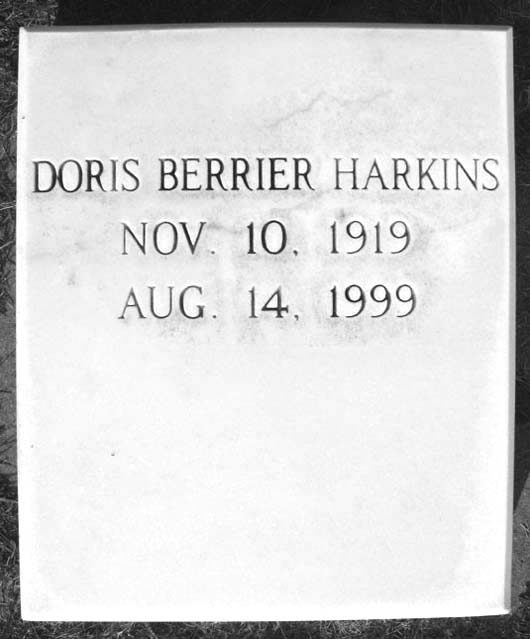 DORIS BERRIER HARKINS
NOV. 10, 1919
AUG. 14, 1999